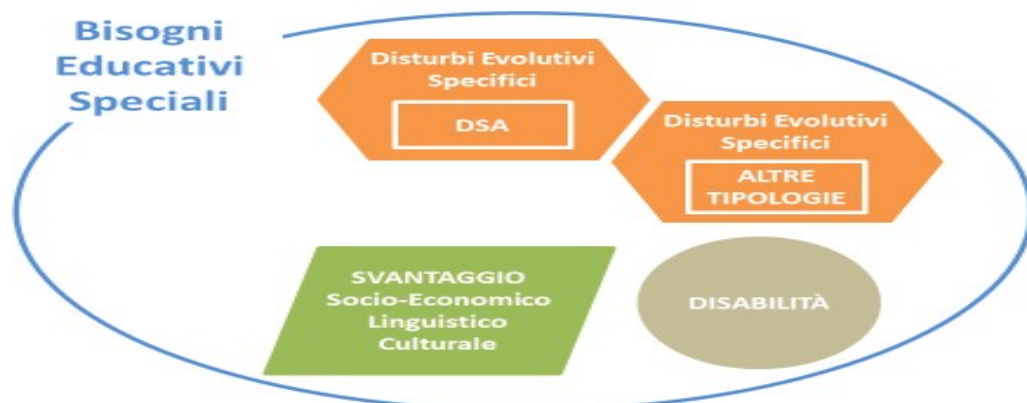 Bisogni
Educativi
Speciali
Disturbi Evolutivi
Specifici
DSA
Disturbi Evolutivi
Specifici
ALTRE
TIPOLOGIE
SVANTAGGIO
Socio-Economico
Linguistico
Culturale
DISABILITÀ